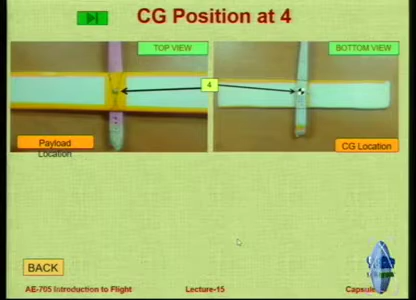 CG Position at 4
TOP VIEW
BOTTOM VIEW
4
Payload
Location
CG Location
BACK
AE-705 Introduction to Flight
Lecture-15
Capsule